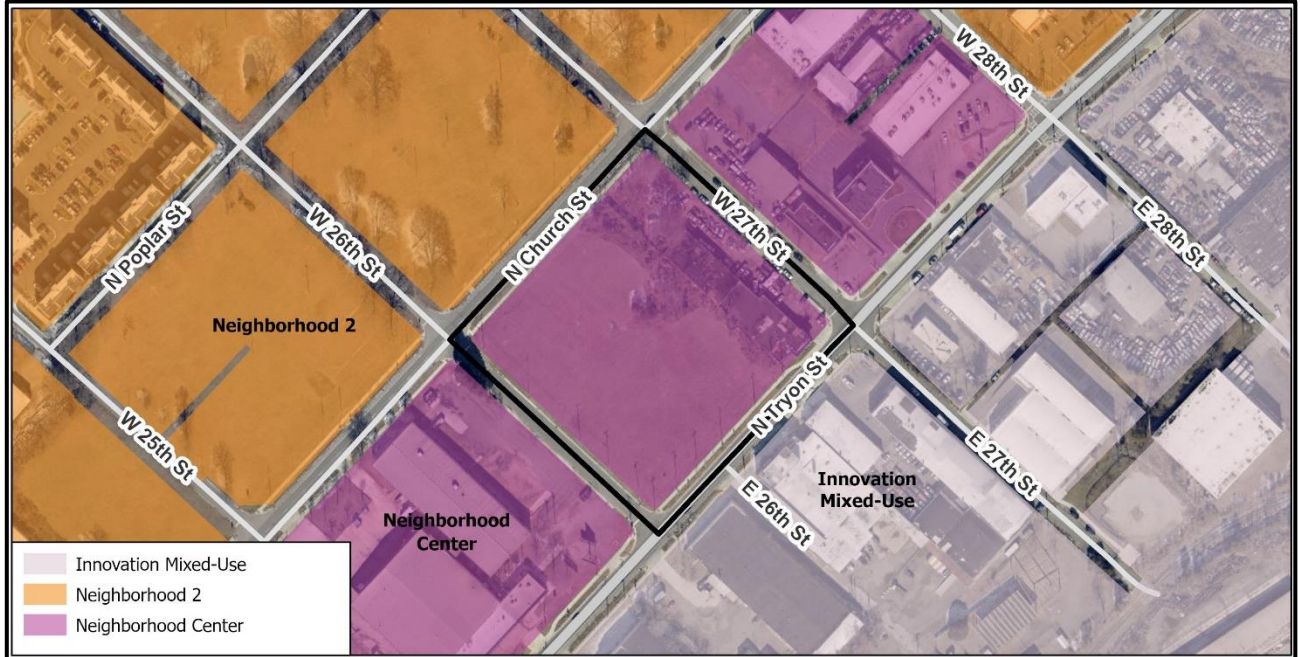 W 28th St
N Church St
W 27th St
N Poplar St
W 26th St
E 28th St
Neighborhood 2
N Tryon St
W 25th St
E 27th St
Innovation
Mixed-Use
E 26th St
Neighborhood
Center
Innovation Mixed-Use
Neighborhood 2
Neighborhood Center